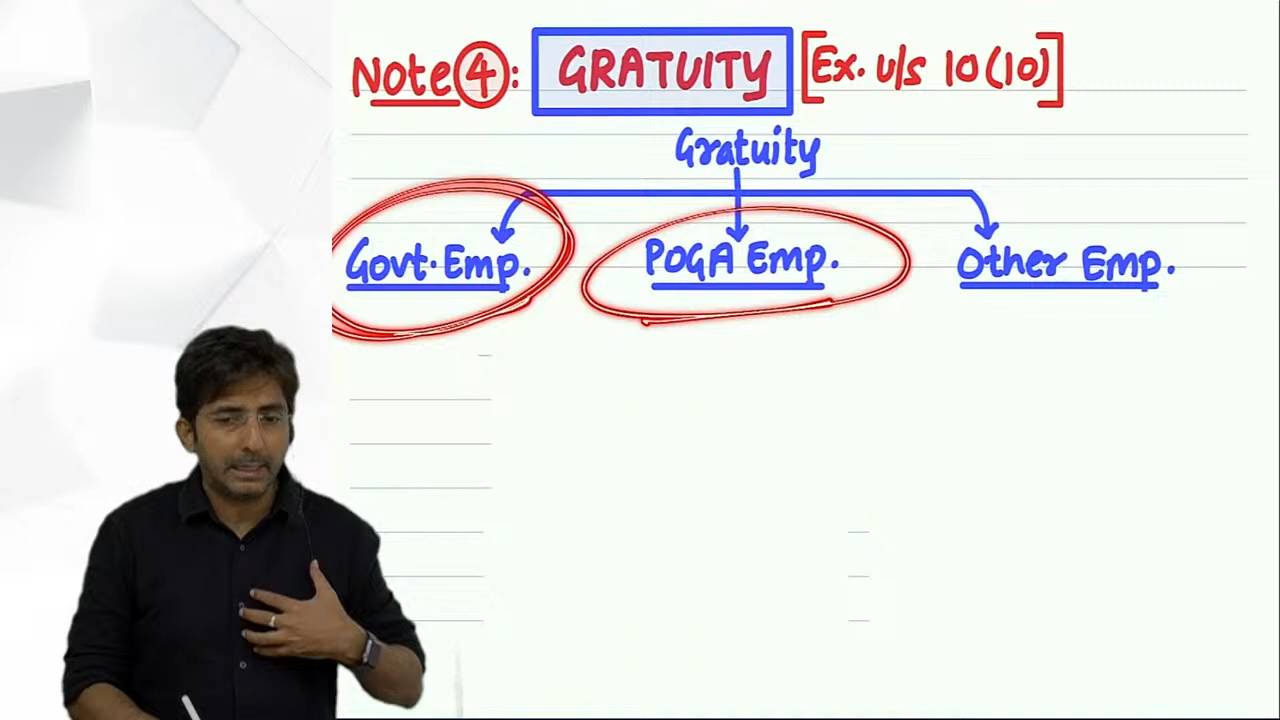 Note 4: GRATUITY [Ex. u/s 10(10)]
Gratuity
Govt. Emp. POGA Emp. Other Emp.